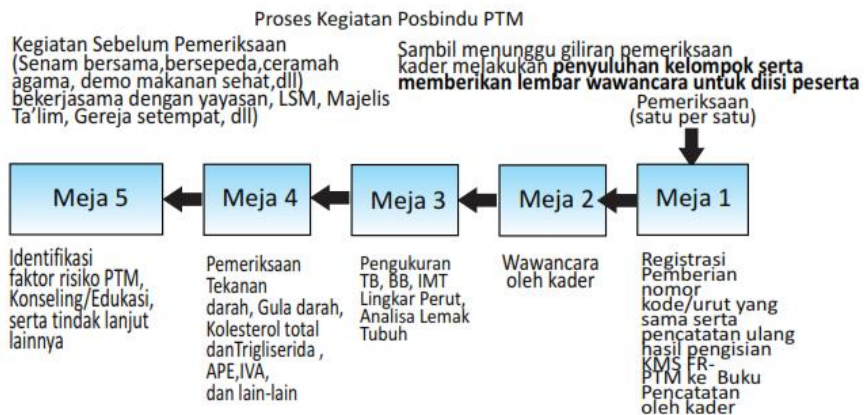 Proses Kegiatan Posbindu PTM
Kegiatan Sebelum Pemeriksaan
(Senam bersama,bersepeda,ceramah
agama, demo makanan sehat,dll)
bekerjasama dengan yayasan, LSM, Majelis
Ta'lim, Gereja setempat, dll)
Sambil menunggu giliran pemeriksaan
kader melakukan penyuluhan kelompok serta
memberikan lembar wawancara untuk diisi peserta
Pemeriksaan
(satu per satu)
Meja 5
Meja 4
Meja 3
Meja 2
Meja 1
Identifikasi
faktor risiko PTM,
Konseling/Edukasi,
serta tindak lanjut
lainnya
Pemeriksaan
Tekanan
darah, Gula darah,
Kolesterol total
danTrigliserida ,
APE,IVA,
dan lain-lain
Pengukuran
TB, BB, IMT
Lingkar Perut,
Analisa Lemak
Tubuh
Wawancara
oleh kader
Registrasi
Pemberian
nomor
kode/urut yang
sama serta
pencatatan ulang
hasil pengisian
KMS FR-
PTM ke Buku
Pencatatan
oleh kader